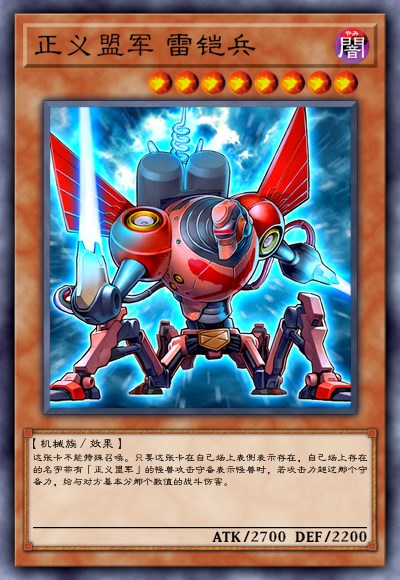 正义盟军 雷铠兵
やみ
闇
【机械族／效果】
这张卡不能特殊召唤。只要这张卡在自己场上表侧表示存在，自己场上存在
的名字带有「正义盟军」的怪兽攻击守备表示怪兽时，若攻击力超过那个守
备力，给与对方基本分那个数值的战斗伤害。
ATK/2700 DEF/2200